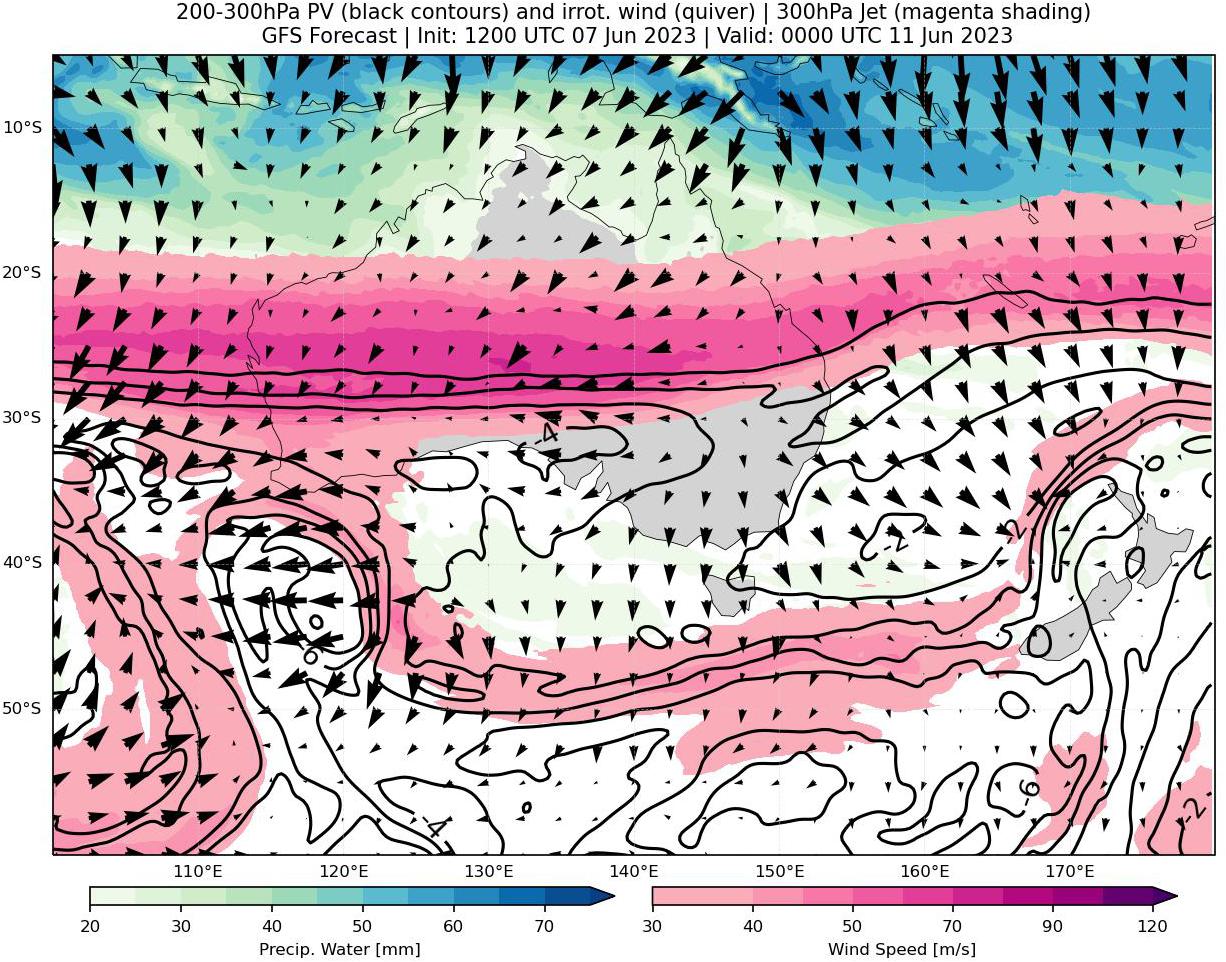 200-300hPa PV (black contours) and irrot. wind (quiver) | 300hPa Jet (magenta shading)
GFS Forecast | Init: 1200 UTC 07 Jun 2023 | Valid: 0000 UTC 11 Jun 2023
10°S
20°S
30°S
40°S
50°S
-4
-2
-2
-6
-6
-4
-2
110°E 120°E 130°E 140°E 150°E 160°E 170°E
20 30 40 50 60 70
30 40 50 70 90 120
Precip. Water [mm]
Wind Speed [m/s]